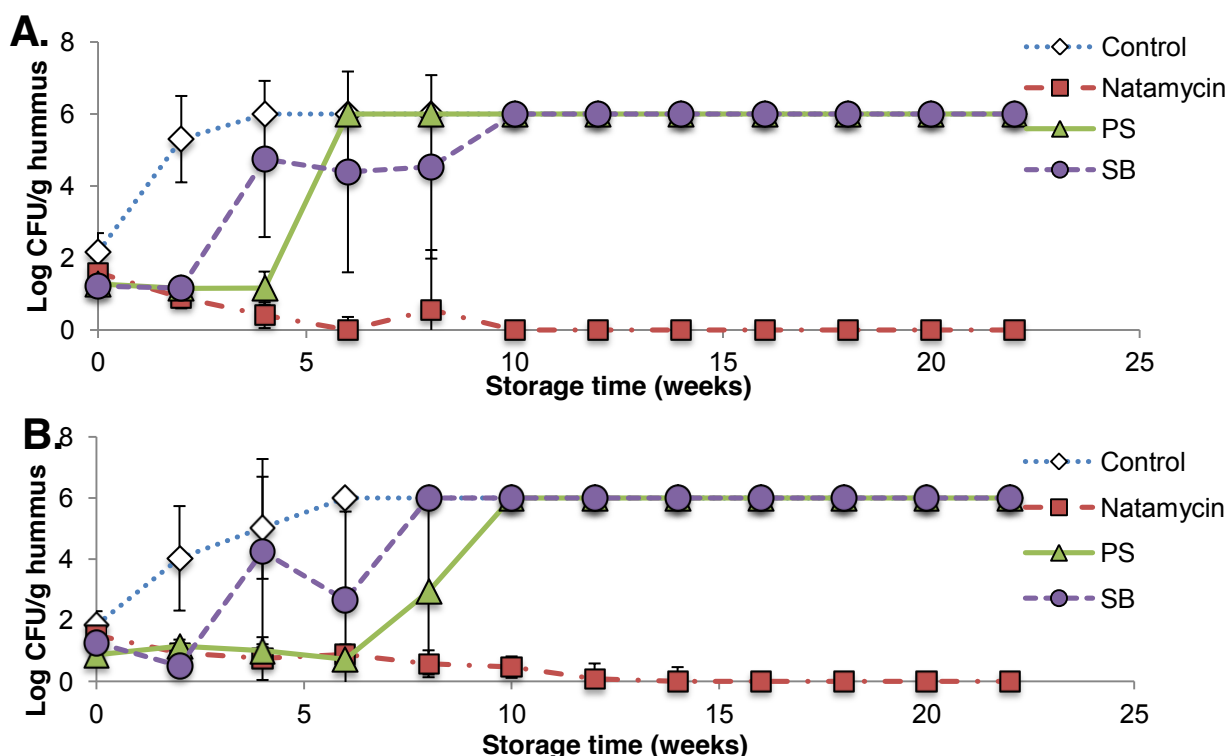 A.
Log CFU/g hummus
8
6
4
2
0
0 5 10 15 20 25
Storage time (weeks)
Control
Natamycin
PS
SB
B.
Log CFU/g hummus
8
6
4
2
0
0 5 10 15 20 25
Storage time (weeks)
Control
Natamycin
PS
SB